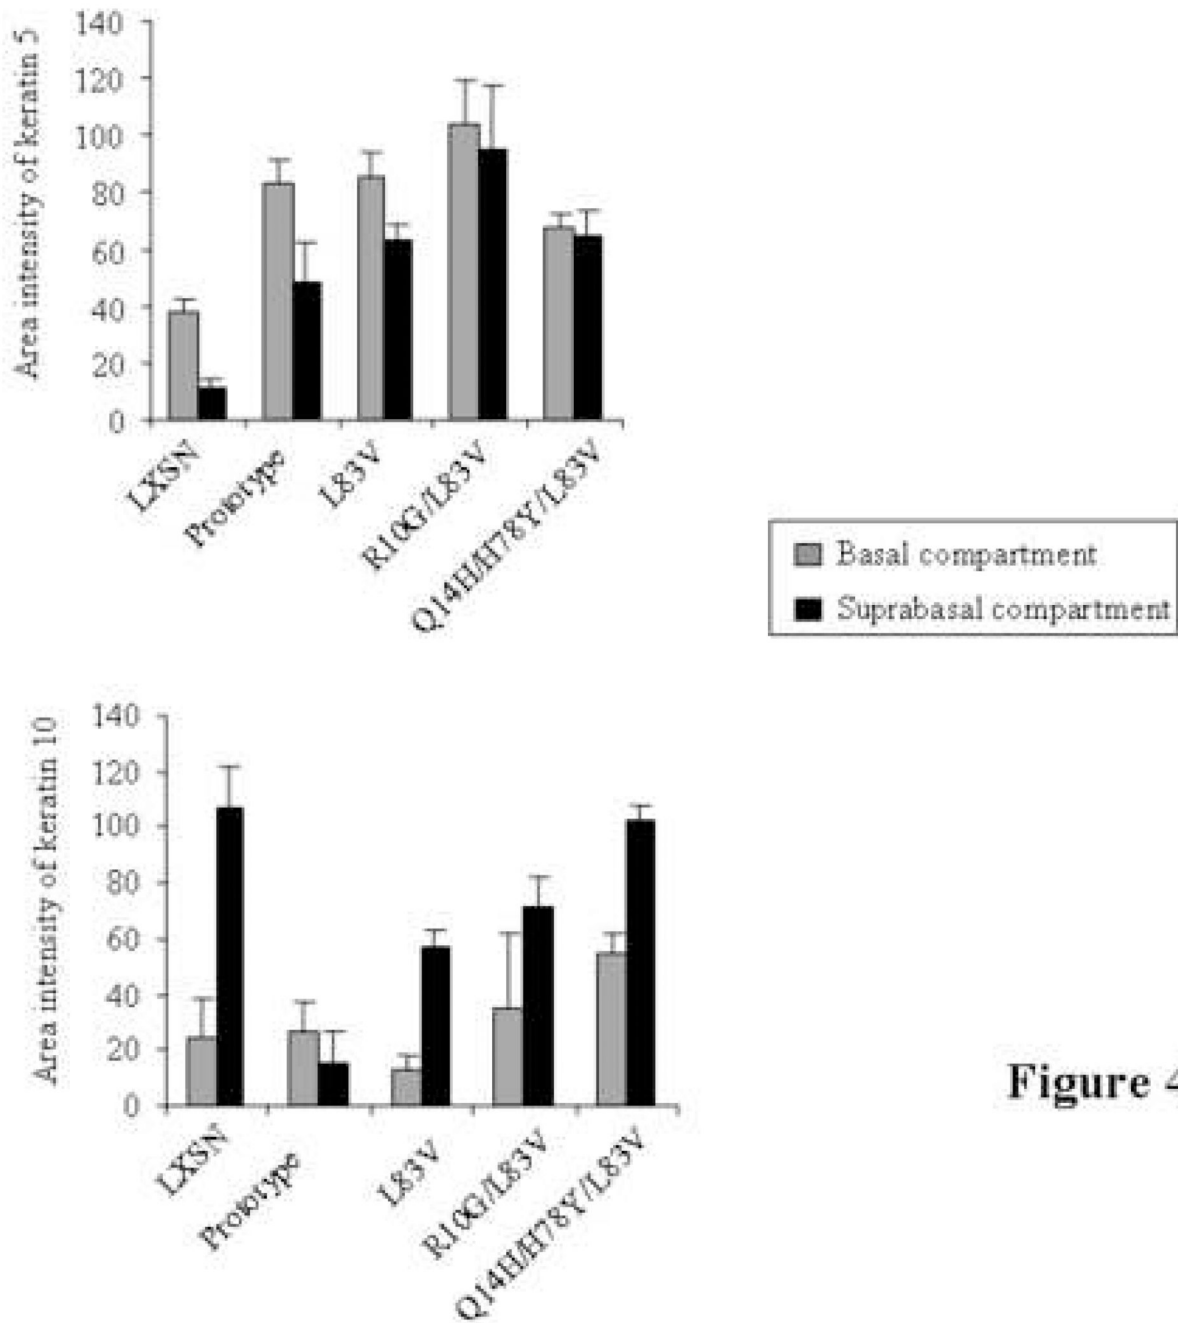 Area intensity of keratin 5
140
120
100
80
60
40
20
0
LXSN
Prototype
L83V
R10G/L83V
Q14H/H78Y/L83V
Basal compartment
Suprabasal compartment
Area intensity of keratin 10
140
120
100
80
60
40
20
0
LXSN
Prototype
L83V
R10G/L83V
Q14H/H78Y/L83V
Figure 4